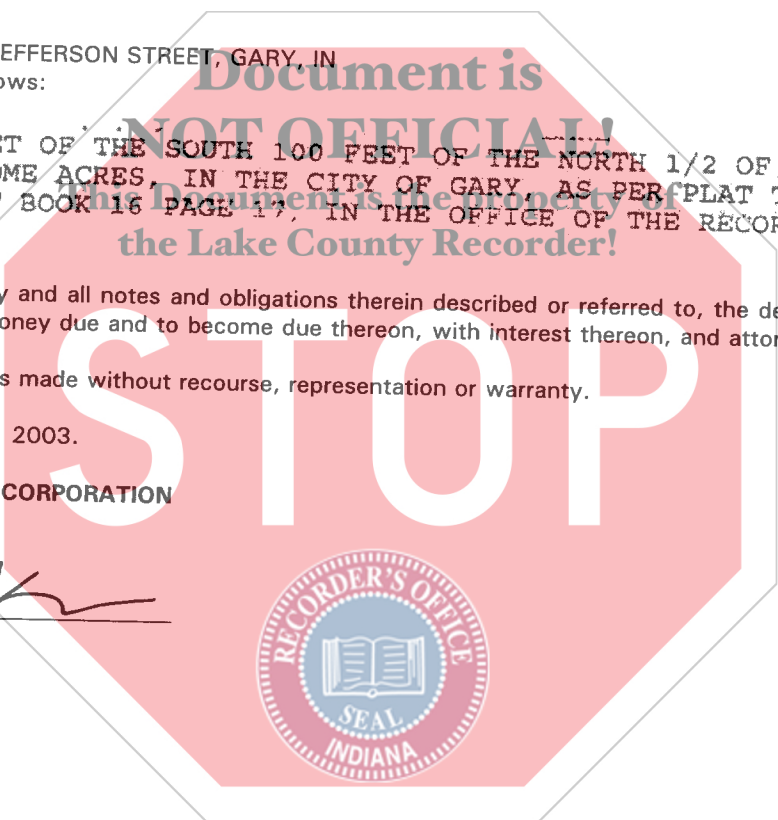 EFFERSON STREET, GARY, IN
ows:
Document is
NOT OFFICIAL!
This Document is the property of
the Lake County Recorder!
ET OF THE SOUTH 100 FEET OF THE NORTH 1/2 OF
OME ACRES, IN THE CITY OF GARY, AS PER PLAT T
BOOK 16 PAGE 17, IN THE OFFICE OF THE RECOR
y and all notes and obligations therein described or referred to, the de
oney due and to become due thereon, with interest thereon, and attor
s made without recourse, representation or warranty.
2003.
CORPORATION
STOP
RECORDER'S OFFICE
SEAL
INDIANA